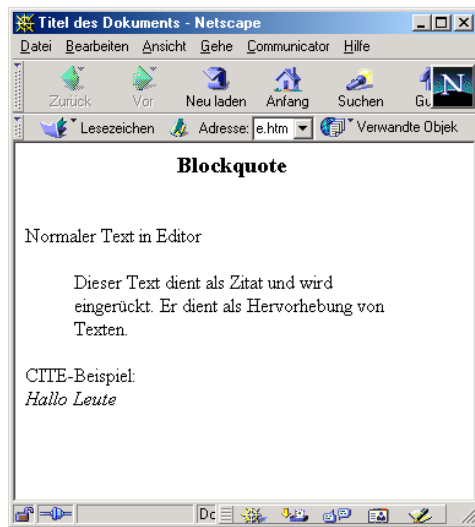 Titel des Dokuments - Netscape
Datei Bearbeiten Ansicht Gehe Communicator Hilfe
Zurück Vor Neu laden Anfang Suchen
N
Lesezeichen Adresse: e.htm Verwandte Objek
Blockquote
Normaler Text in Editor
Dieser Text dient als Zitat und wird
eingerückt. Er dient als Hervorhebung von
Texten.
CITE-Beispiel:
Hallo Leute
Dc